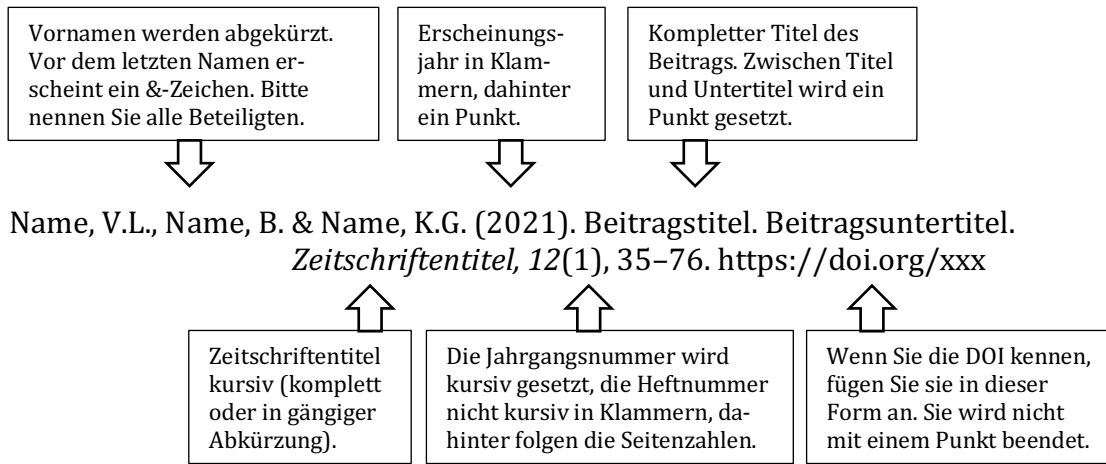 Vornamen werden abgekürzt.
Vor dem letzten Namen er-
scheint ein &-Zeichen. Bitte
nennen Sie alle Beteiligten.
Erscheinungs-
jahr in Klam-
mern, dahinter
ein Punkt.
Kompletter Titel des
Beitrags. Zwischen Titel
und Untertitel wird ein
Punkt gesetzt.
Name, V.L., Name, B. & Name, K.G. (2021). Beitragstitel. Beitragsuntertitel.
Zeitschriftentitel, 12(1), 35–76. https://doi.org/xxx
Zeitschriftentitel
kursiv (komplett
oder in gängiger
Abkürzung).
Die Jahrgangsnummer wird
kursiv gesetzt, die Heftnummer
nicht kursiv in Klammern, da-
hinter folgen die Seitenzahlen.
Wenn Sie die DOI kennen,
fügen Sie sie in dieser
Form an. Sie wird nicht
mit einem Punkt beendet.